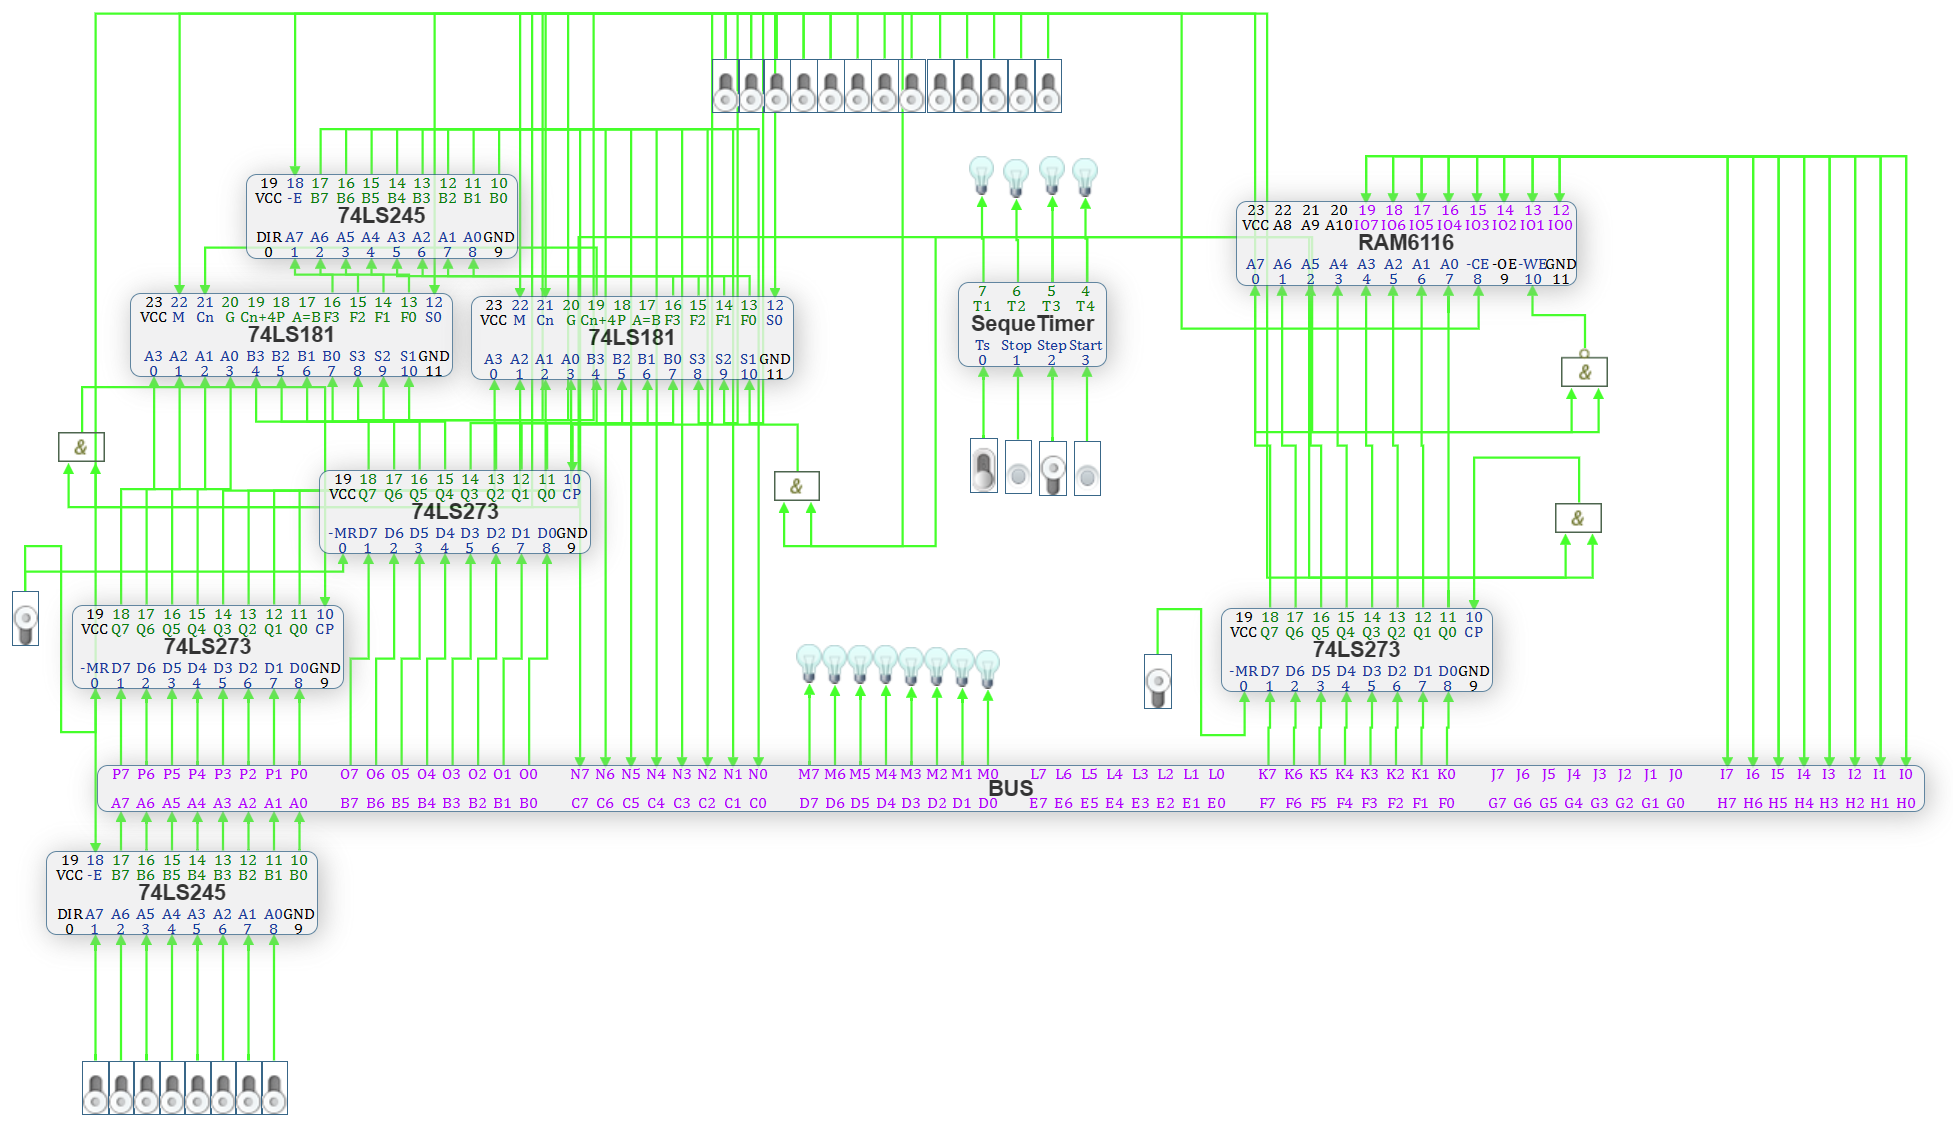 19 18 17 16 15 14 13 12 11 10
VCC -E B7 B6 B5 B4 B3 B2 B1 B0
74LS245
DIR A7 A6 A5 A4 A3 A2 A1 A0 GND
0 1 2 3 4 5 6 7 8 9
23 22 21 20 19 18 17 16 15 14 13 12
VCC M Cn G Cn+4 P A=B F3 F2 F1 F0 S0
74LS181
A3 A2 A1 A0 B3 B2 B1 B0 S3 S2 S1 GND
0 1 2 3 4 5 6 7 8 9 10 11
23 22 21 20 19 18 17 16 15 14 13 12
VCC M Cn G Cn+4 P A=B F3 F2 F1 F0 S0
74LS181
A3 A2 A1 A0 B3 B2 B1 B0 S3 S2 S1 GND
0 1 2 3 4 5 6 7 8 9 10 11
7 6 5 4
T1 T2 T3 T4
SequeTimer
Ts Stop Step Start
0 1 2 3
23 22 21 20 19 18 17 16 15 14 13 12
VCC A8 A9 A10 IO7 IO6 IO5 IO4 IO3 IO2 IO1 IO0
RAM6116
A7 A6 A5 A4 A3 A2 A1 A0 -CE -OE -WE GND
0 1 2 3 4 5 6 7 8 9 10 11
&
&
&
&
19 18 17 16 15 14 13 12 11 10
VCC Q7 Q6 Q5 Q4 Q3 Q2 Q1 Q0 CP
74LS273
-MR D7 D6 D5 D4 D3 D2 D1 D0 GND
0 1 2 3 4 5 6 7 8 9
19 18 17 16 15 14 13 12 11 10
VCC Q7 Q6 Q5 Q4 Q3 Q2 Q1 Q0 CP
74LS273
-MR D7 D6 D5 D4 D3 D2 D1 D0 GND
0 1 2 3 4 5 6 7 8 9
19 18 17 16 15 14 13 12 11 10
VCC Q7 Q6 Q5 Q4 Q3 Q2 Q1 Q0 CP
74LS273
-MR D7 D6 D5 D4 D3 D2 D1 D0 GND
0 1 2 3 4 5 6 7 8 9
P7 P6 P5 P4 P3 P2 P1 P0 O7 O6 O5 O4 O3 O2 O1 O0 N7 N6 N5 N4 N3 N2 N1 N0 M7 M6 M5 M4 M3 M2 M1 M0 L7 L6 L5 L4 L3 L2 L1 L0 K7 K6 K5 K4 K3 K2 K1 K0 J7 J6 J5 J4 J3 J2 J1 J0 I7 I6 I5 I4 I3 I2 I1 I0
BUS
A7 A6 A5 A4 A3 A2 A1 A0 B7 B6 B5 B4 B3 B2 B1 B0 C7 C6 C5 C4 C3 C2 C1 C0 D7 D6 D5 D4 D3 D2 D1 D0 E7 E6 E5 E4 E3 E2 E1 E0 F7 F6 F5 F4 F3 F2 F1 F0 G7 G6 G5 G4 G3 G2 G1 G0 H7 H6 H5 H4 H3 H2 H1 H0
19 18 17 16 15 14 13 12 11 10
VCC -E B7 B6 B5 B4 B3 B2 B1 B0
74LS245
DIR A7 A6 A5 A4 A3 A2 A1 A0 GND
0 1 2 3 4 5 6 7 8 9